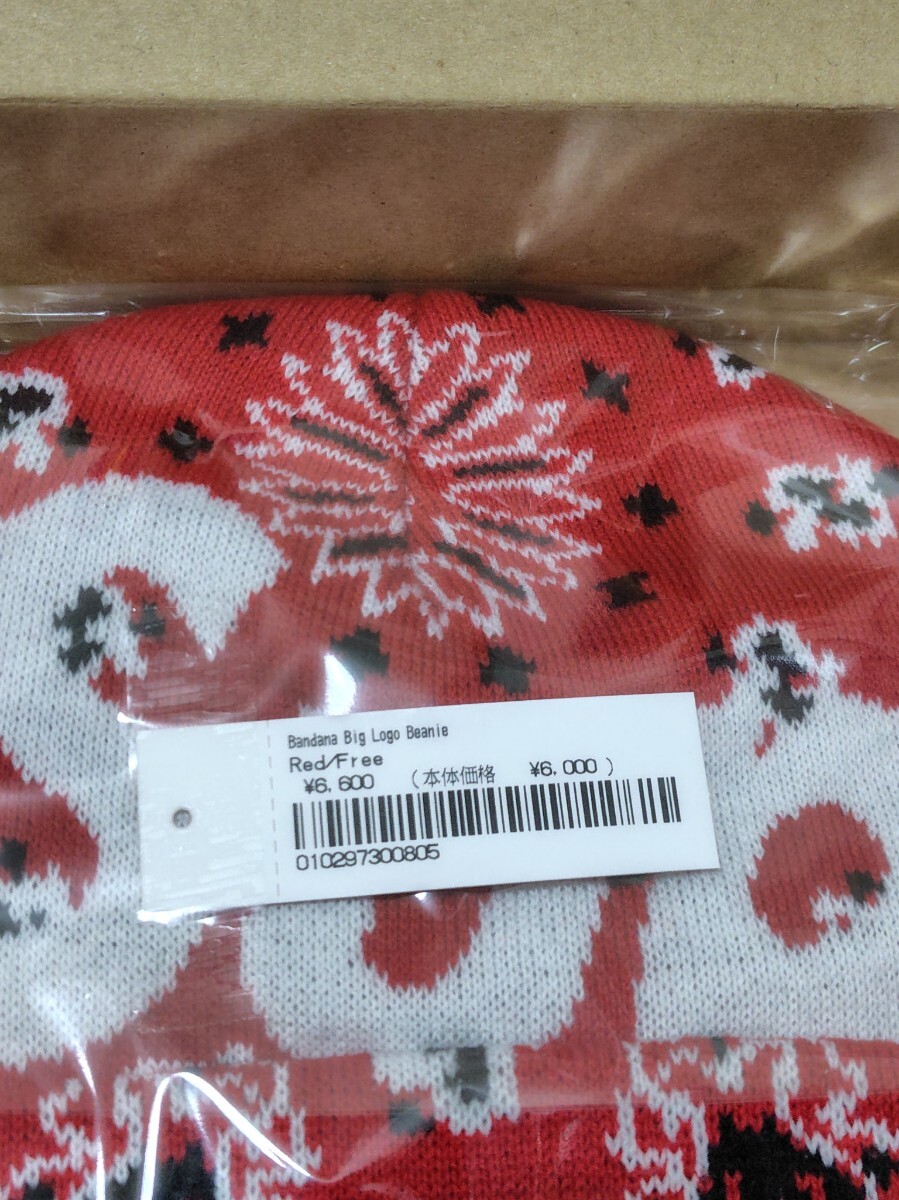 Bandana Big Logo Beanie
Red/Free
¥6,600 (本体価格 ¥6,000)
010297300805